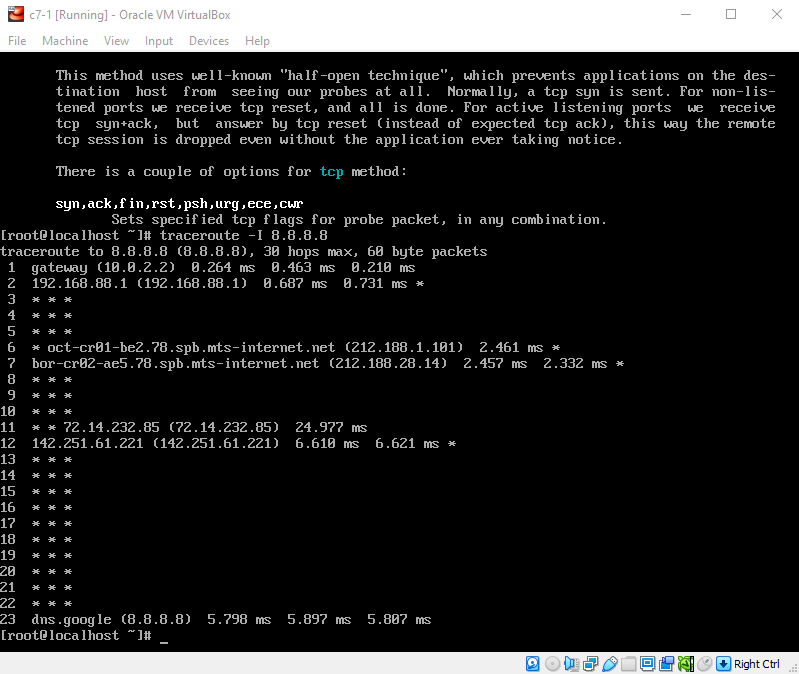 c7-1 [Running] - Oracle VM VirtualBox
File Machine View Input Devices Help
This method uses well-known "half-open technique", which prevents applications on the des-
tination host from seeing our probes at all. Normally, a tcp syn is sent. For non-lis-
tened ports we receive tcp reset, and all is done. For active listening ports we receive
tcp syn+ack, but answer by tcp reset (instead of expected tcp ack), this way the remote
tcp session is dropped even without the application ever taking notice.
There is a couple of options for tcp method:
syn,ack,fin,rst,psh,urg,ece,cwr
Sets specified tcp flags for probe packet, in any combination.
[root@localhost ~]# traceroute -I 8.8.8.8
traceroute to 8.8.8.8 (8.8.8.8), 30 hops max, 60 byte packets
1 gateway (10.0.2.2) 0.264 ms 0.463 ms 0.210 ms
2 192.168.88.1 (192.168.88.1) 0.687 ms 0.731 ms *
3 * * *
4 * * *
5 * * *
6 * oct-cr01-be2.78.spb.mts-internet.net (212.188.1.101) 2.461 ms *
7 bor-cr02-ae5.78.spb.mts-internet.net (212.188.28.14) 2.457 ms 2.332 ms *
8 * * *
9 * * *
10 * * *
11 * * 72.14.232.85 (72.14.232.85) 24.977 ms
12 142.251.61.221 (142.251.61.221) 6.610 ms 6.621 ms *
13 * * *
14 * * *
15 * * *
16 * * *
17 * * *
18 * * *
19 * * *
20 * * *
21 * * *
22 * * *
23 dns.google (8.8.8.8) 5.798 ms 5.897 ms 5.807 ms
[root@localhost ~]# _
Right Ctrl